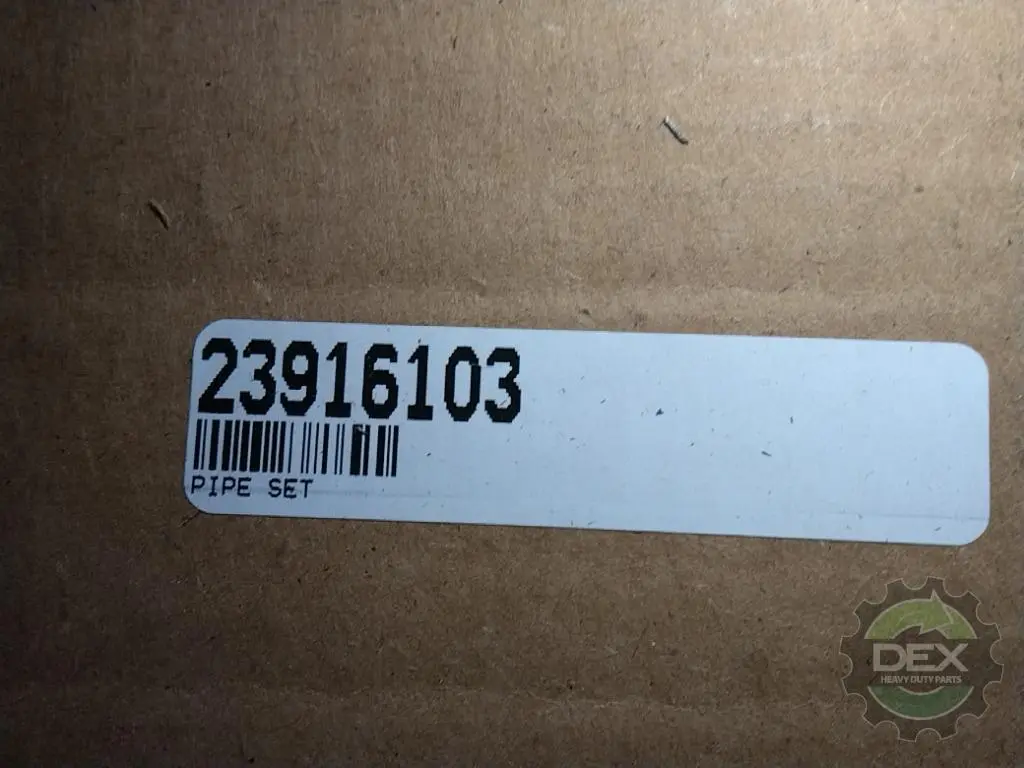 23916103
PIPE SET
DEX
HEAVY DUTY PARTS